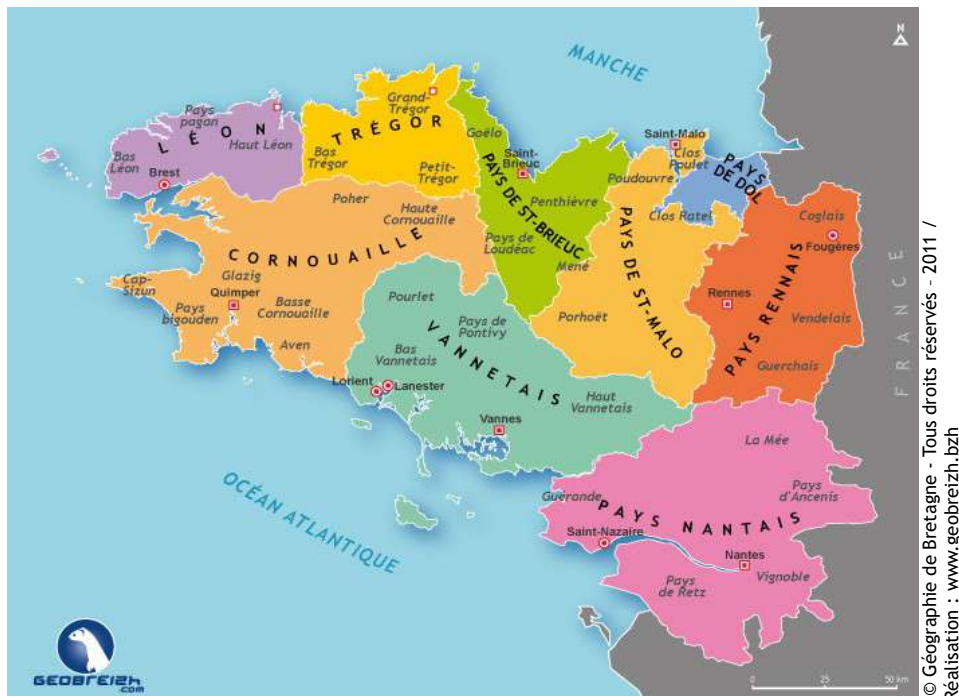 MANCHE
N
LÉON
Pays
pagan
Haut Léon
Bas
Léon
Brest
TRÉGOR
Grand-
Trégor
Bas
Trégor
Petit-
Trégor
PAYS DE ST-BRIEUC
Goëlo
Saint-
Brieuc
Penthièvre
Pays de
Loudéac
Mené
PAYS DE ST-MALO
Saint-Malo
Clos
Poulet
Poudouvre
Clos Ratel
Porhoët
PAYS
DE DOL
PAYS RENNAIS
Coglais
Fougères
Rennes
Vendelais
Guerchais
CORNOUAILLE
Poher
Haute
Cornouaille
Cap-
Sizun
Glazig
Quimper
Pays
bigouden
Basse
Cornouaille
Aven
VANNETAIS
Pourlet
Pays de
Pontivy
Bas
Vannetais
Lorient
Lanester
Vannes
Haut
Vannetais
PAYS NANTAIS
La Mée
Pays
d'Ancenis
Guérande
Saint-Nazaire
Nantes
Vignoble
Pays
de Retz
OCÉAN ATLANTIQUE
FRANCE
GEOBREIZH
.com
0 25 50 km
© Géographie de Bretagne - Tous droits réservés - 2011 /
Réalisation : www.geobreizh.bzh